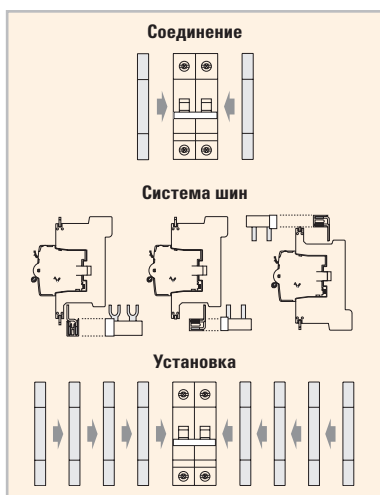 Соединение
Система шин
Установка